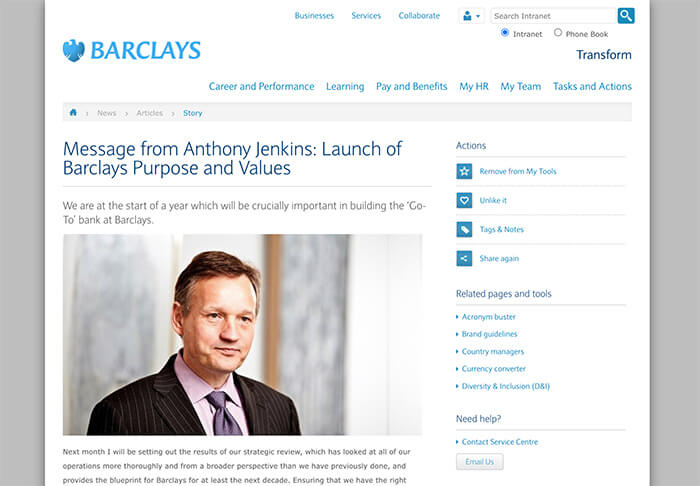 Businesses Services Collaborate
Search Intranet
Intranet Phone Book
BARCLAYS
Transform
Career and Performance Learning Pay and Benefits My HR My Team Tasks and Actions
News Articles Story
Message from Anthony Jenkins: Launch of
Barclays Purpose and Values
We are at the start of a year which will be crucially important in building the ‘Go-
To’ bank at Barclays.
Next month I will be setting out the results of our strategic review, which has looked at all of our
operations more thoroughly and from a broader perspective than we have previously done, and
provides the blueprint for Barclays for at least the next decade. Ensuring that we have the right
Actions
Remove from My Tools
Unlike it
Tags & Notes
Share again
Related pages and tools
Acronym buster
Brand guidelines
Country managers
Currency converter
Diversity & Inclusion (D&I)
Need help?
Contact Service Centre
Email Us